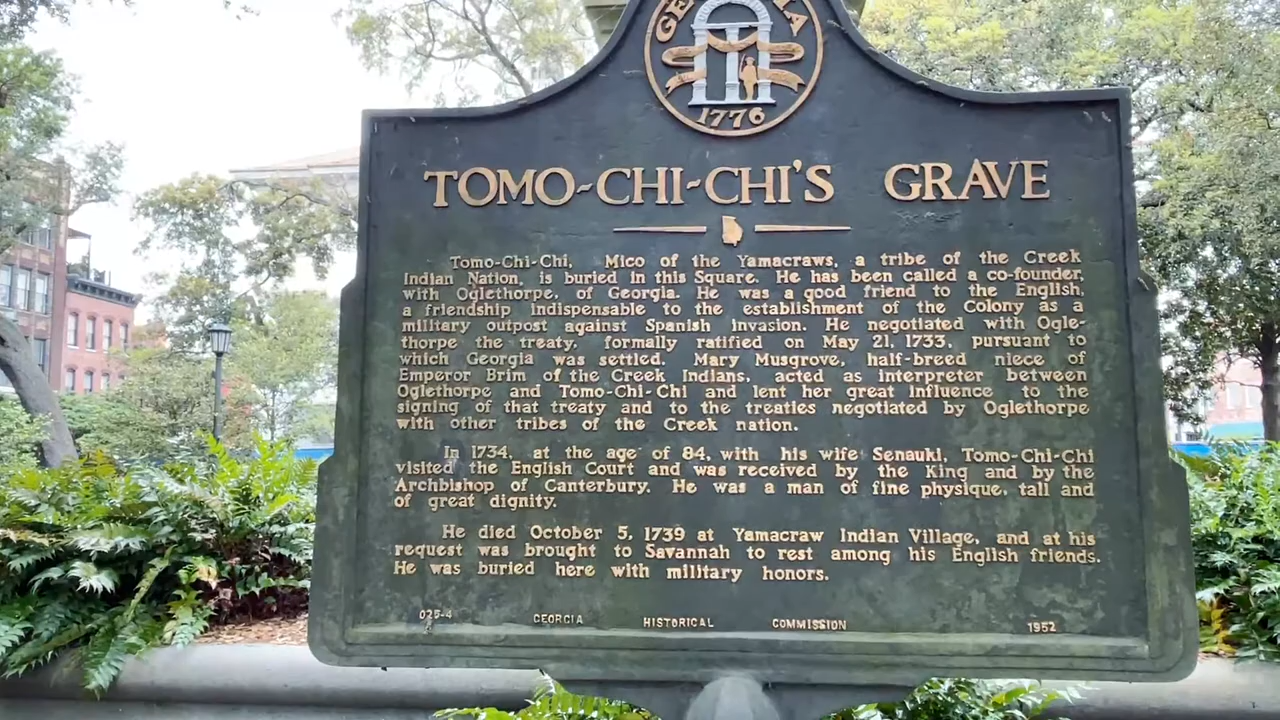 GEORGIA
1776
TOMO-CHI-CHI'S GRAVE
Tomo-Chi-Chi, Mico of the Yamacraws, a tribe of the Creek
Indian Nation, is buried in this Square. He has been called a co-founder,
with Oglethorpe, of Georgia. He was a good friend to the English,
a friendship indispensable to the establishment of the Colony as a
military outpost against Spanish invasion. He negotiated with Ogle-
thorpe the treaty, formally ratified on May 21, 1733, pursuant to
which Georgia was settled. Mary Musgrove, half-breed niece of
Emperor Brim of the Creek Indians, acted as interpreter between
Oglethorpe and Tomo-Chi-Chi and lent her great influence to the
signing of that treaty and to the treaties negotiated by Oglethorpe
with other tribes of the Creek nation.
In 1734, at the age of 84, with his wife Senauki, Tomo-Chi-Chi
visited the English Court and was received by the King and by the
Archbishop of Canterbury. He was a man of fine physique, tall and
of great dignity.
He died October 5, 1739 at Yamacraw Indian Village, and at his
request was brought to Savannah to rest among his English friends.
He was buried here with military honors.
025-4 GEORGIA HISTORICAL COMMISSION 1952